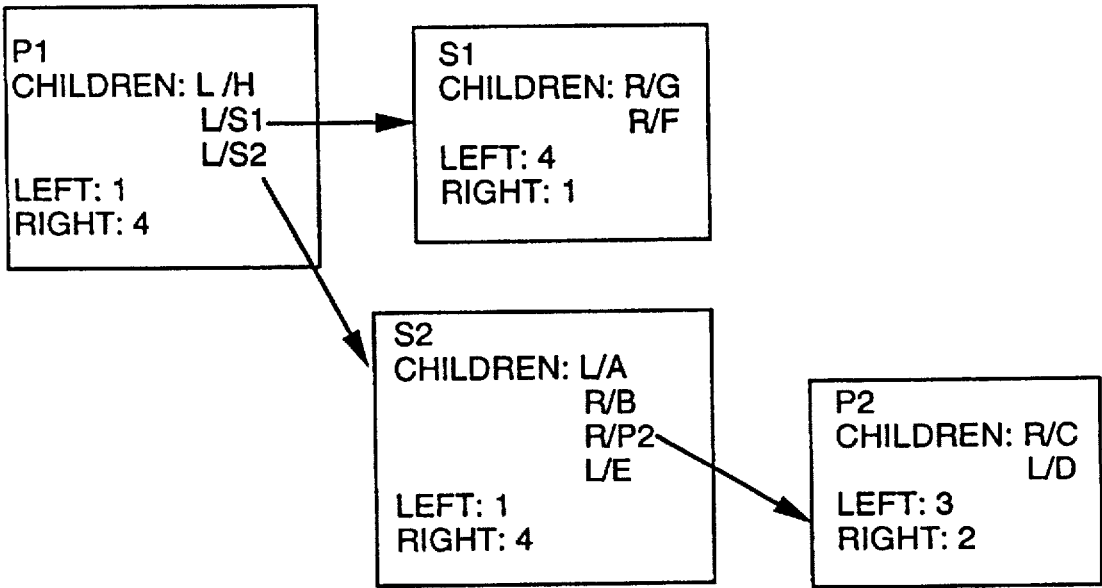 P1
CHILDREN: L /H
L/S1
L/S2
LEFT: 1
RIGHT: 4
S1
CHILDREN: R/G
R/F
LEFT: 4
RIGHT: 1
S2
CHILDREN: L/A
R/B
R/P2
L/E
LEFT: 1
RIGHT: 4
P2
CHILDREN: R/C
L/D
LEFT: 3
RIGHT: 2